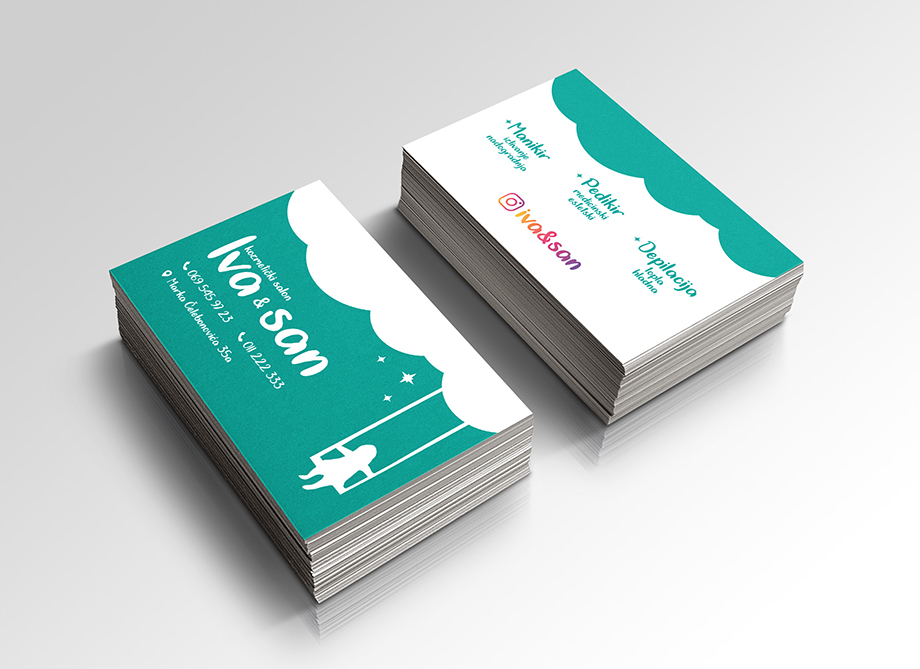 kozmetički salon
Iva & san
069 545 97 23
011 222 333
Marka Čelebonovića 35a
Manikir
izlivanje
nadogradnja
Pedikir
medicinski
estetski
Depilacija
topla
hladna
iva&san